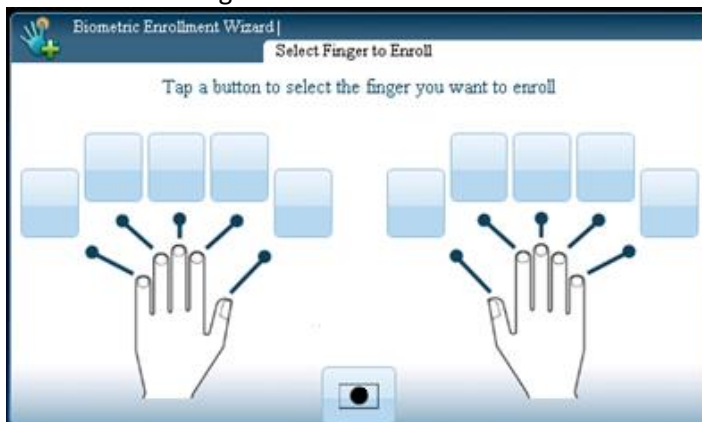 Biometric Enrollment Wizard|
Select Finger to Enroll
Tap a button to select the finger you want to enroll